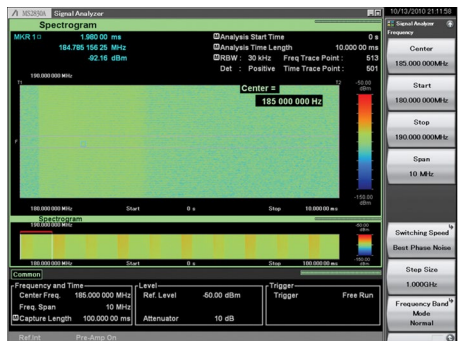 MS2830A Signal Analyzer
10/13/2010 21:11:50
Spectrogram
MKR 1 1.980 00 ms
184.785 156 25 MHz
-92.16 dBm
M Analysis Start Time 0 s
M Analysis Time Length 10.000 00 ms
M RBW : 30 kHz Freq Trace Point : 513
Det : Positive Time Trace Point : 501
190.000 000 MHz
T1
T2
-50.00
dBm
Center =
185 000 000 Hz
F
-150.00
dBm
180.000 000 MHz Start 0 s Stop 10.000 00 ms
Spectrogram
190.000 000 MHz
-50.00
dBm
-150.00
dBm
180.000 000 MHz Start 0 s Stop 100.000 00 ms
Common
Frequency and Time
Center Freq. 185.000 000 MHz
Freq. Span 10 MHz
M Capture Length 100.000 00 ms
Level
Ref. Level -50.00 dBm
Attenuator 10 dB
Trigger
Trigger Free Run
Ref.Int Pre-Amp On
Signal Analyzer
Frequency
Center
185.000 000MHz
Start
180.000 000MHz
Stop
190.000 000MHz
Span
10 MHz
Switching Speed
Best Phase Noise
Step Size
1.000GHz
Frequency Band
Mode
Normal